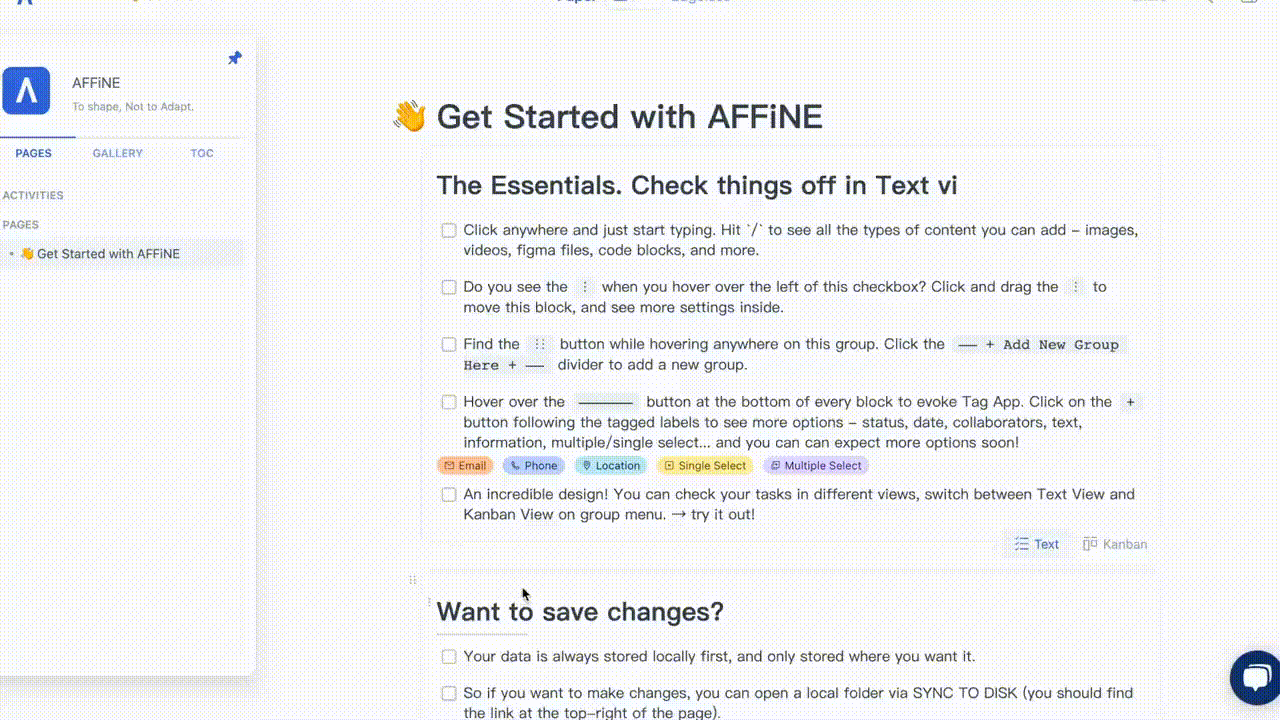 AFFiNE
To shape, Not to Adapt.
PAGES GALLERY TOC
ACTIVITIES
PAGES
👋 Get Started with AFFiNE
👋 Get Started with AFFiNE
The Essentials. Check things off in Text vi
Click anywhere and just start typing. Hit `/` to see all the types of content you can add – images,
videos, figma files, code blocks, and more.
Do you see the ⋮ when you hover over the left of this checkbox? Click and drag the ⋮ to
move this block, and see more settings inside.
Find the ⠿ button while hovering anywhere on this group. Click the —— + Add New Group
Here + —— divider to add a new group.
Hover over the ———— button at the bottom of every block to evoke Tag App. Click on the +
button following the tagged labels to see more options – status, date, collaborators, text,
information, multiple/single select... and you can can expect more options soon!
Email Phone Location Single Select Multiple Select
An incredible design! You can check your tasks in different views, switch between Text View and
Kanban View on group menu. → try it out!
Text Kanban
Want to save changes?
Your data is always stored locally first, and only stored where you want it.
So if you want to make changes, you can open a local folder via SYNC TO DISK (you should find
the link at the top-right of the page).